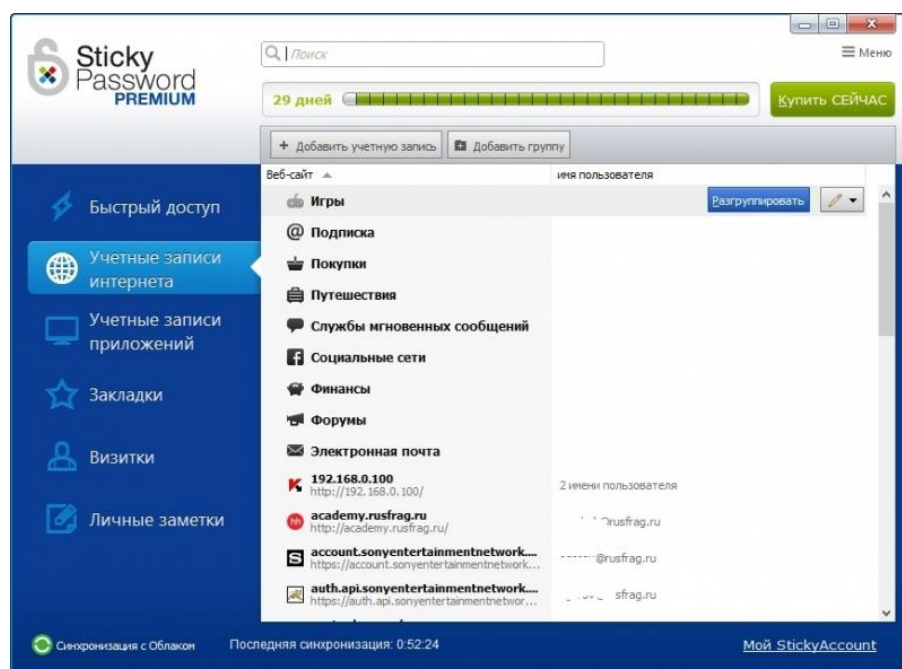 Sticky
Password
PREMIUM
Поиск
Меню
29 дней
Купить СЕЙЧАС
+ Добавить учетную запись
Добавить группу
Веб-сайт
имя пользователя
Быстрый доступ
Учетные записи
интернета
Учетные записи
приложений
Закладки
Визитки
Личные заметки
Игры
Разгруппировать
@ Подписка
Покупки
Путешествия
Службы мгновенных сообщений
Социальные сети
Финансы
Форумы
Электронная почта
192.168.0.100
http://192.168.0.100/
2 имени пользователя
academy.rusfrag.ru
http://academy.rusfrag.ru/
rusfrag.ru
account.sonyentertainmentnetwork....
https://account.sonyentertainmentnetwork...
@rusfrag.ru
auth.api.sonyentertainmentnetwork....
https://auth.api.sonyentertainmentnetwor...
sfrag.ru
Синхронизация с Облаком
Последняя синхронизация: 0:52:24
Мой StickyAccount